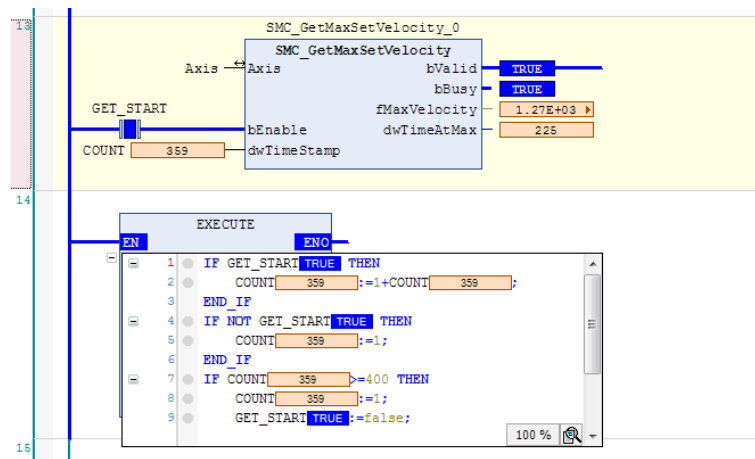 13
SMC_GetMaxSetVelocity_0
SMC_GetMaxSetVelocity
Axis Axis bValid TRUE
bBusy TRUE
GET_START fMaxVelocity 1.27E+03
bEnable dwTimeAtMax 225
COUNT 359 dwTimeStamp
14
EXECUTE
EN ENO
1 IF GET_START TRUE THEN
2 COUNT 359 :=1+COUNT 359 ;
3 END_IF
4 IF NOT GET_START TRUE THEN
5 COUNT 359 :=1;
6 END_IF
7 IF COUNT 359 >=400 THEN
8 COUNT 359 :=1;
9 GET_START TRUE :=false;
100 %
15